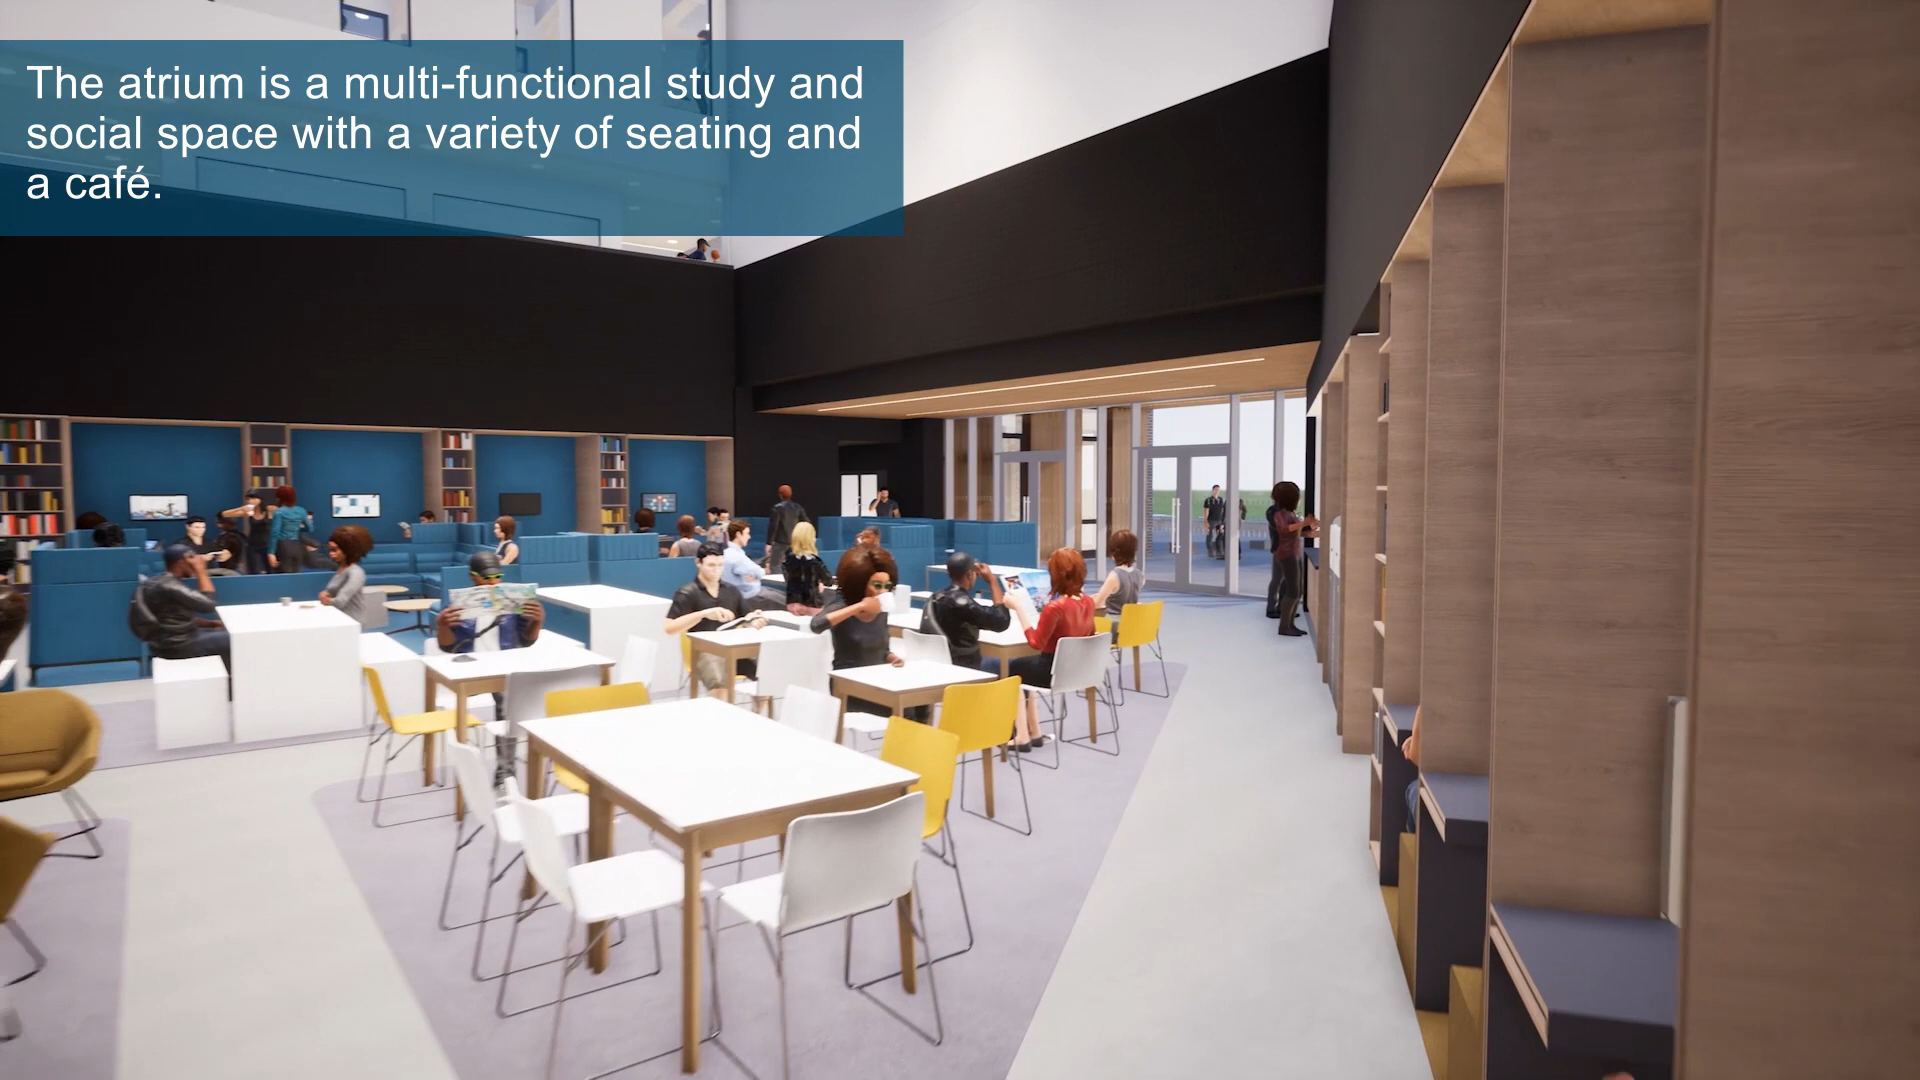 The atrium is a multi-functional study and
social space with a variety of seating and
a café.